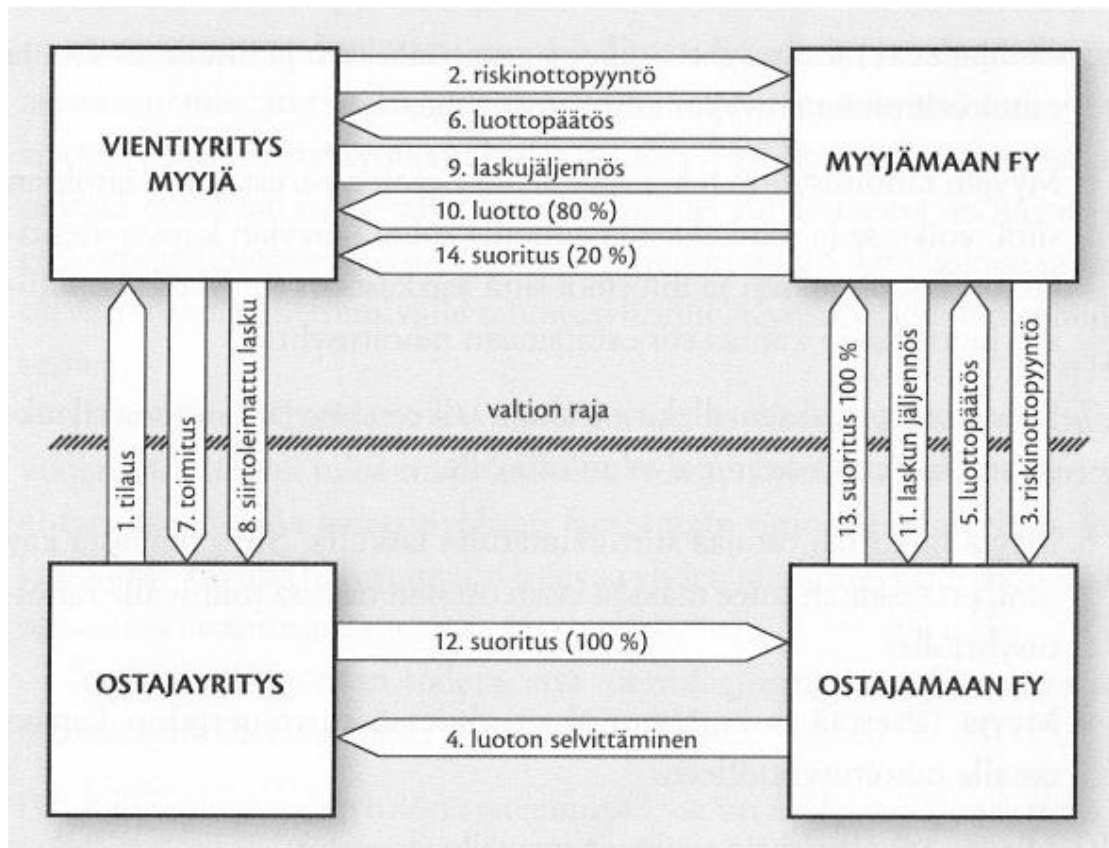 2. riskinottopyyntö
6. luottopäätös
VIENTIYRITYS
MYYJÄ
9. laskujäljennös
MYYJÄMAAN FY
10. luotto (80 %)
14. suoritus (20 %)
1. tilaus
7. toimitus
8. siirtoleimattu lasku
valtion raja
13. suoritus 100 %
11. laskun jäljennös
5. luottopäätös
3. riskinottopyyntö
12. suoritus (100 %)
OSTAJAYRITYS
OSTAJAMAAN FY
4. luoton selvittäminen